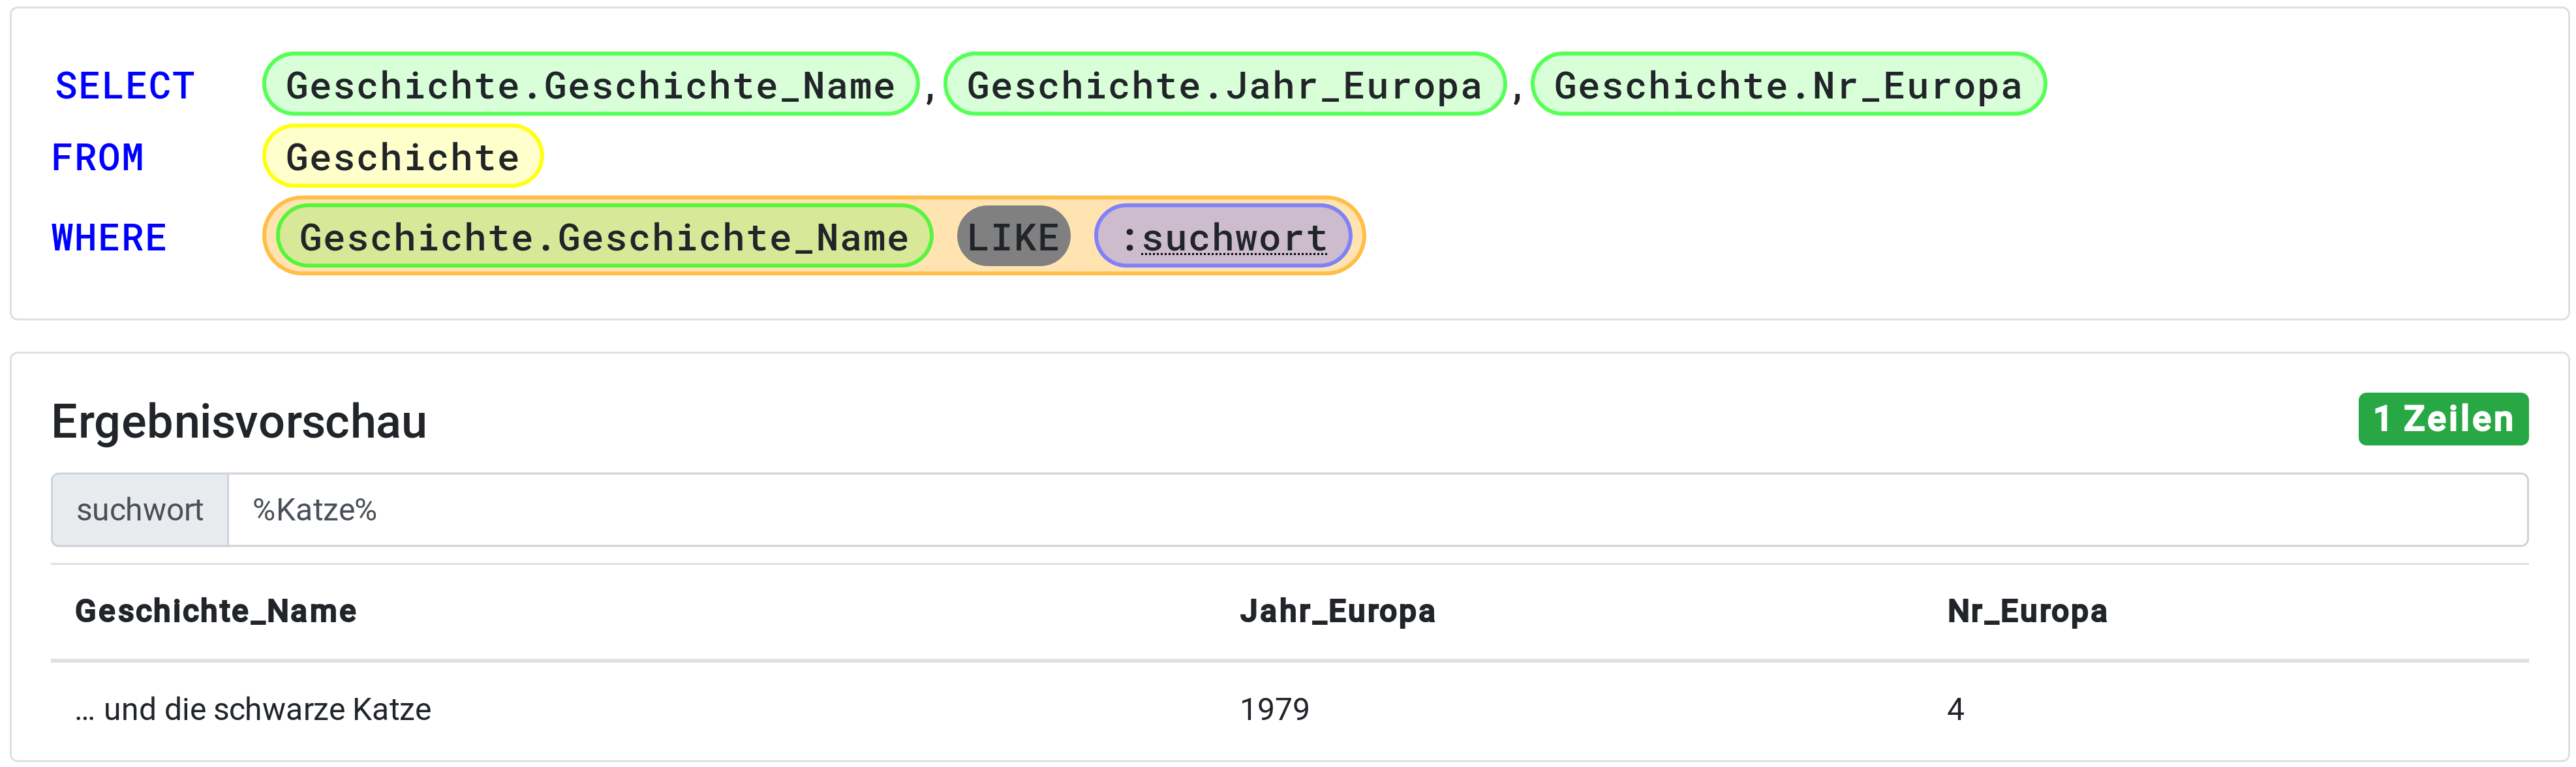 SELECT Geschichte.Geschichte_Name , Geschichte.Jahr_Europa , Geschichte.Nr_Europa
FROM Geschichte
WHERE Geschichte.Geschichte_Name LIKE :suchwort
Ergebnisvorschau 1 Zeilen
suchwort %Katze%
Geschichte_Name Jahr_Europa Nr_Europa
… und die schwarze Katze 1979 4